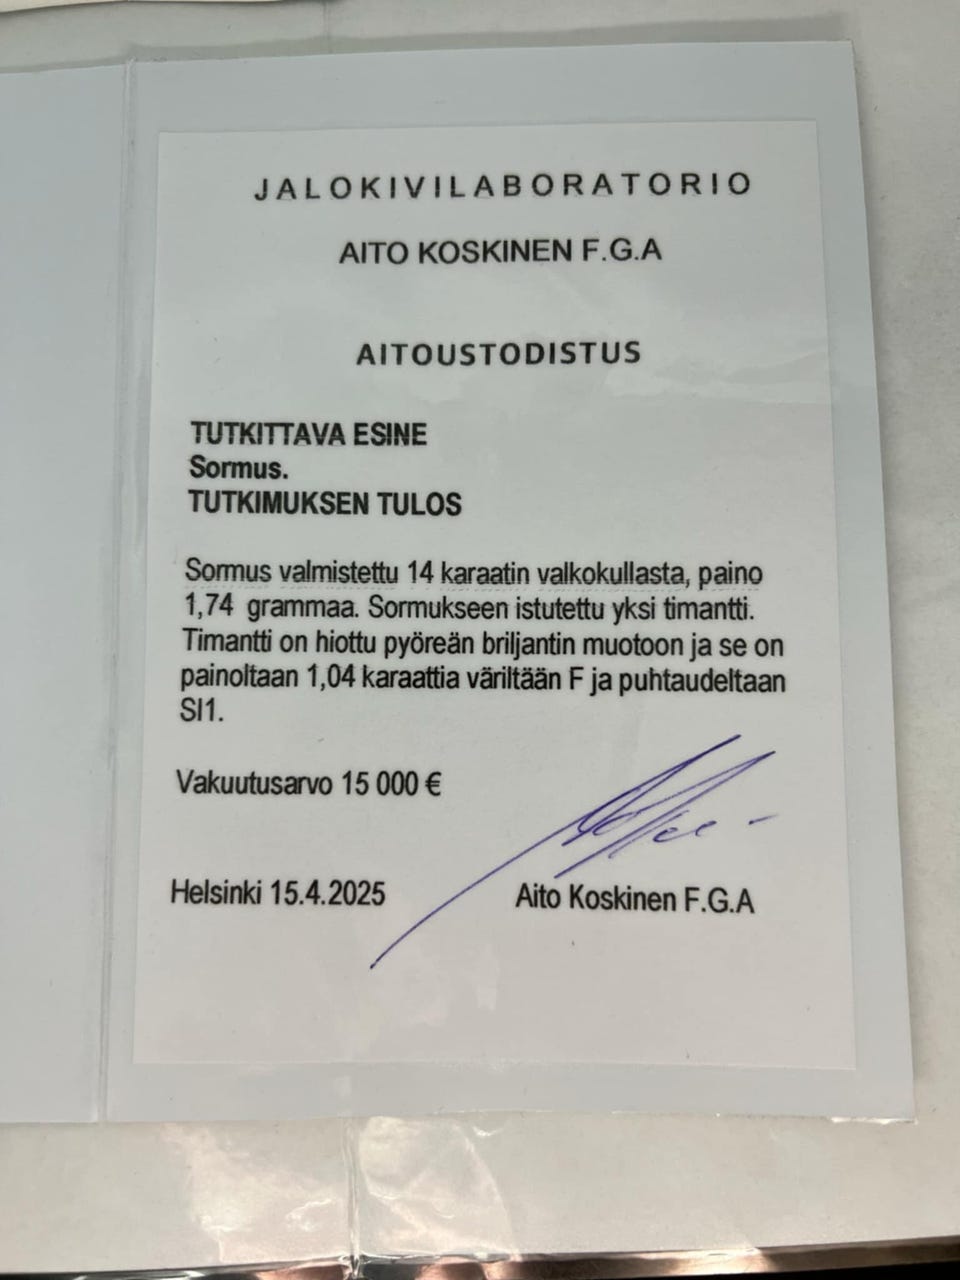 JALOKIVILABORATORIO
AITO KOSKINEN F.G.A
AITOUSTODISTUS
TUTKITTAVA ESINE
Sormus.
TUTKIMUKSEN TULOS
Sormus valmistettu 14 karaatin valkokullasta, paino
1,74 grammaa. Sormukseen istutettu yksi timantti.
Timantti on hiottu pyöreän briljantin muotoon ja se on
painoltaan 1,04 karaattia väriltään F ja puhtaudeltaan
SI1.
Vakuutusarvo 15 000 €
Helsinki 15.4.2025
Aito Koskinen F.G.A